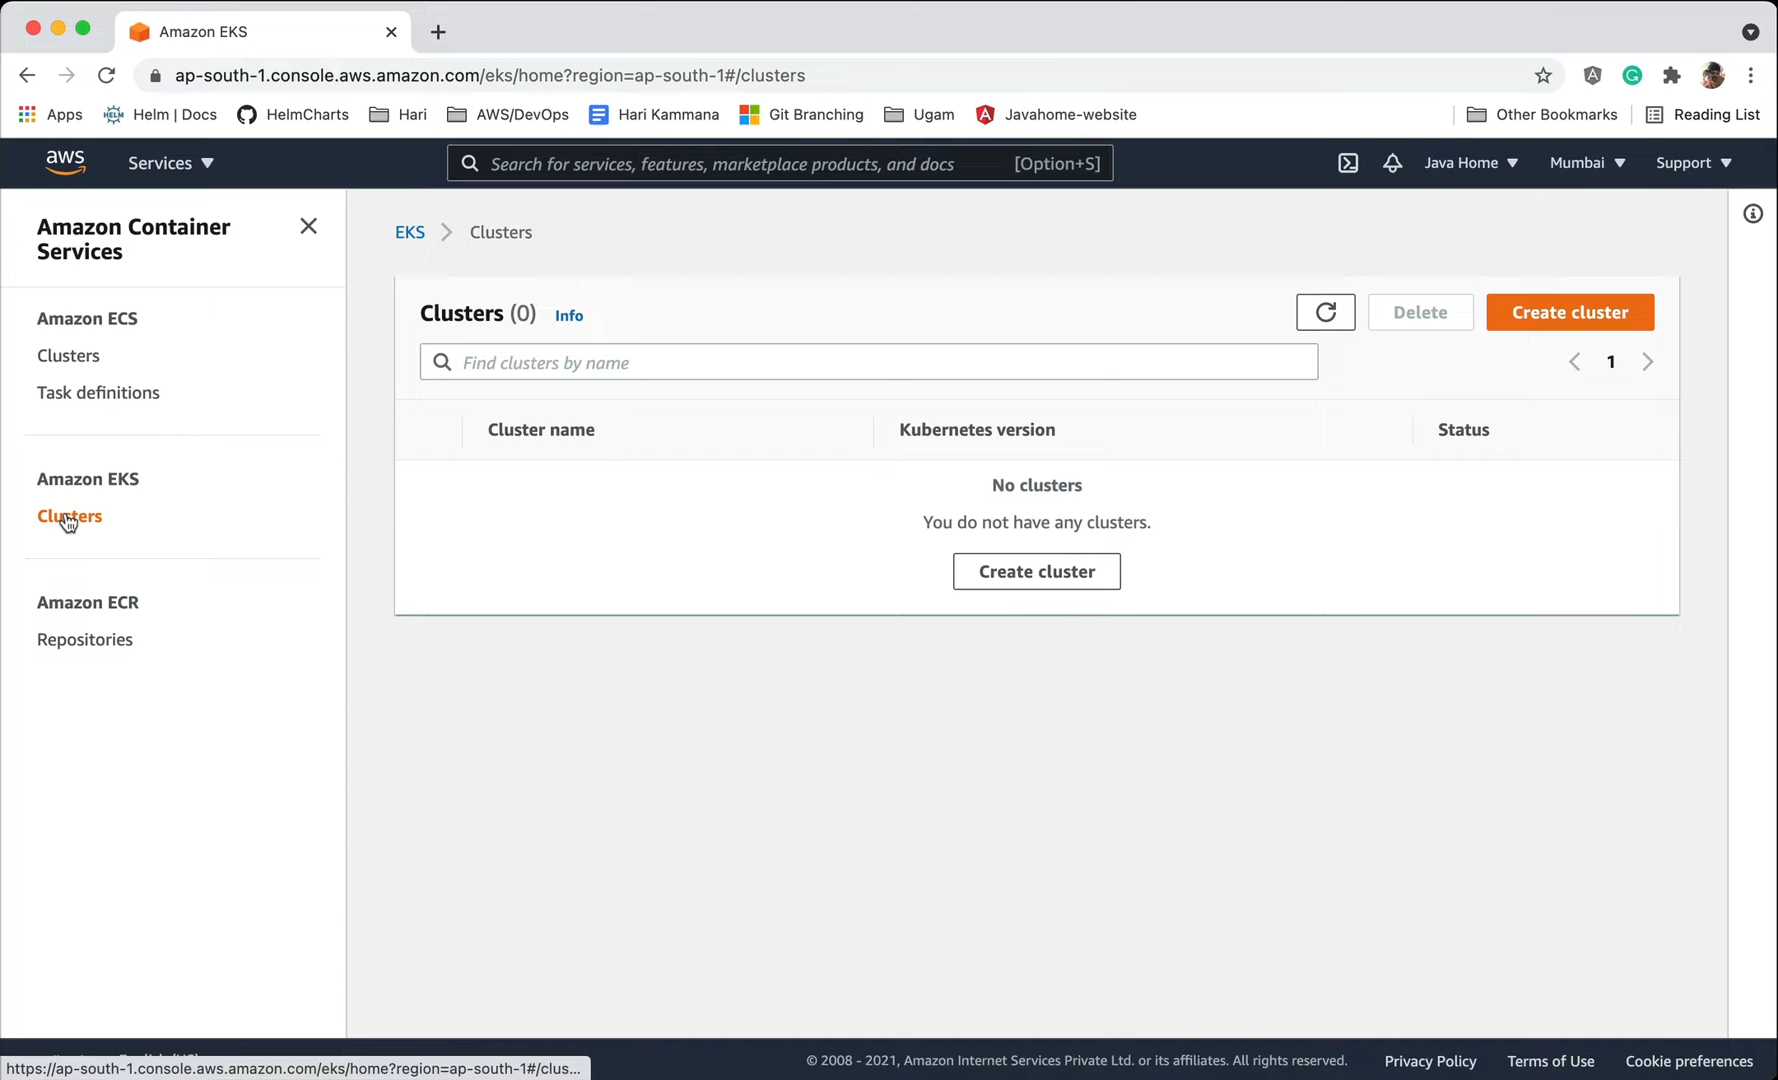 Amazon EKS
ap-south-1.console.aws.amazon.com/eks/home?region=ap-south-1#/clusters
Apps
HELM
Helm | Docs
HelmCharts
Hari
AWS/DevOps
Hari Kammana
Git Branching
Ugam
Javahome-website
Other Bookmarks
Reading List
aws
Services
Search for services, features, marketplace products, and docs
[Option+S]
Java Home
Mumbai
Support
Amazon Container
Services
Amazon ECS
Clusters
Task definitions
Amazon EKS
Clusters
Amazon ECR
Repositories
EKS
Clusters
Clusters (0)
Info
Delete
Create cluster
Find clusters by name
1
Cluster name
Kubernetes version
Status
No clusters
You do not have any clusters.
Create cluster
https://ap-south-1.console.aws.amazon.com/eks/home?region=ap-south-1#/clus...
© 2008 - 2021, Amazon Internet Services Private Ltd. or its affiliates. All rights reserved.
Privacy Policy
Terms of Use
Cookie preferences